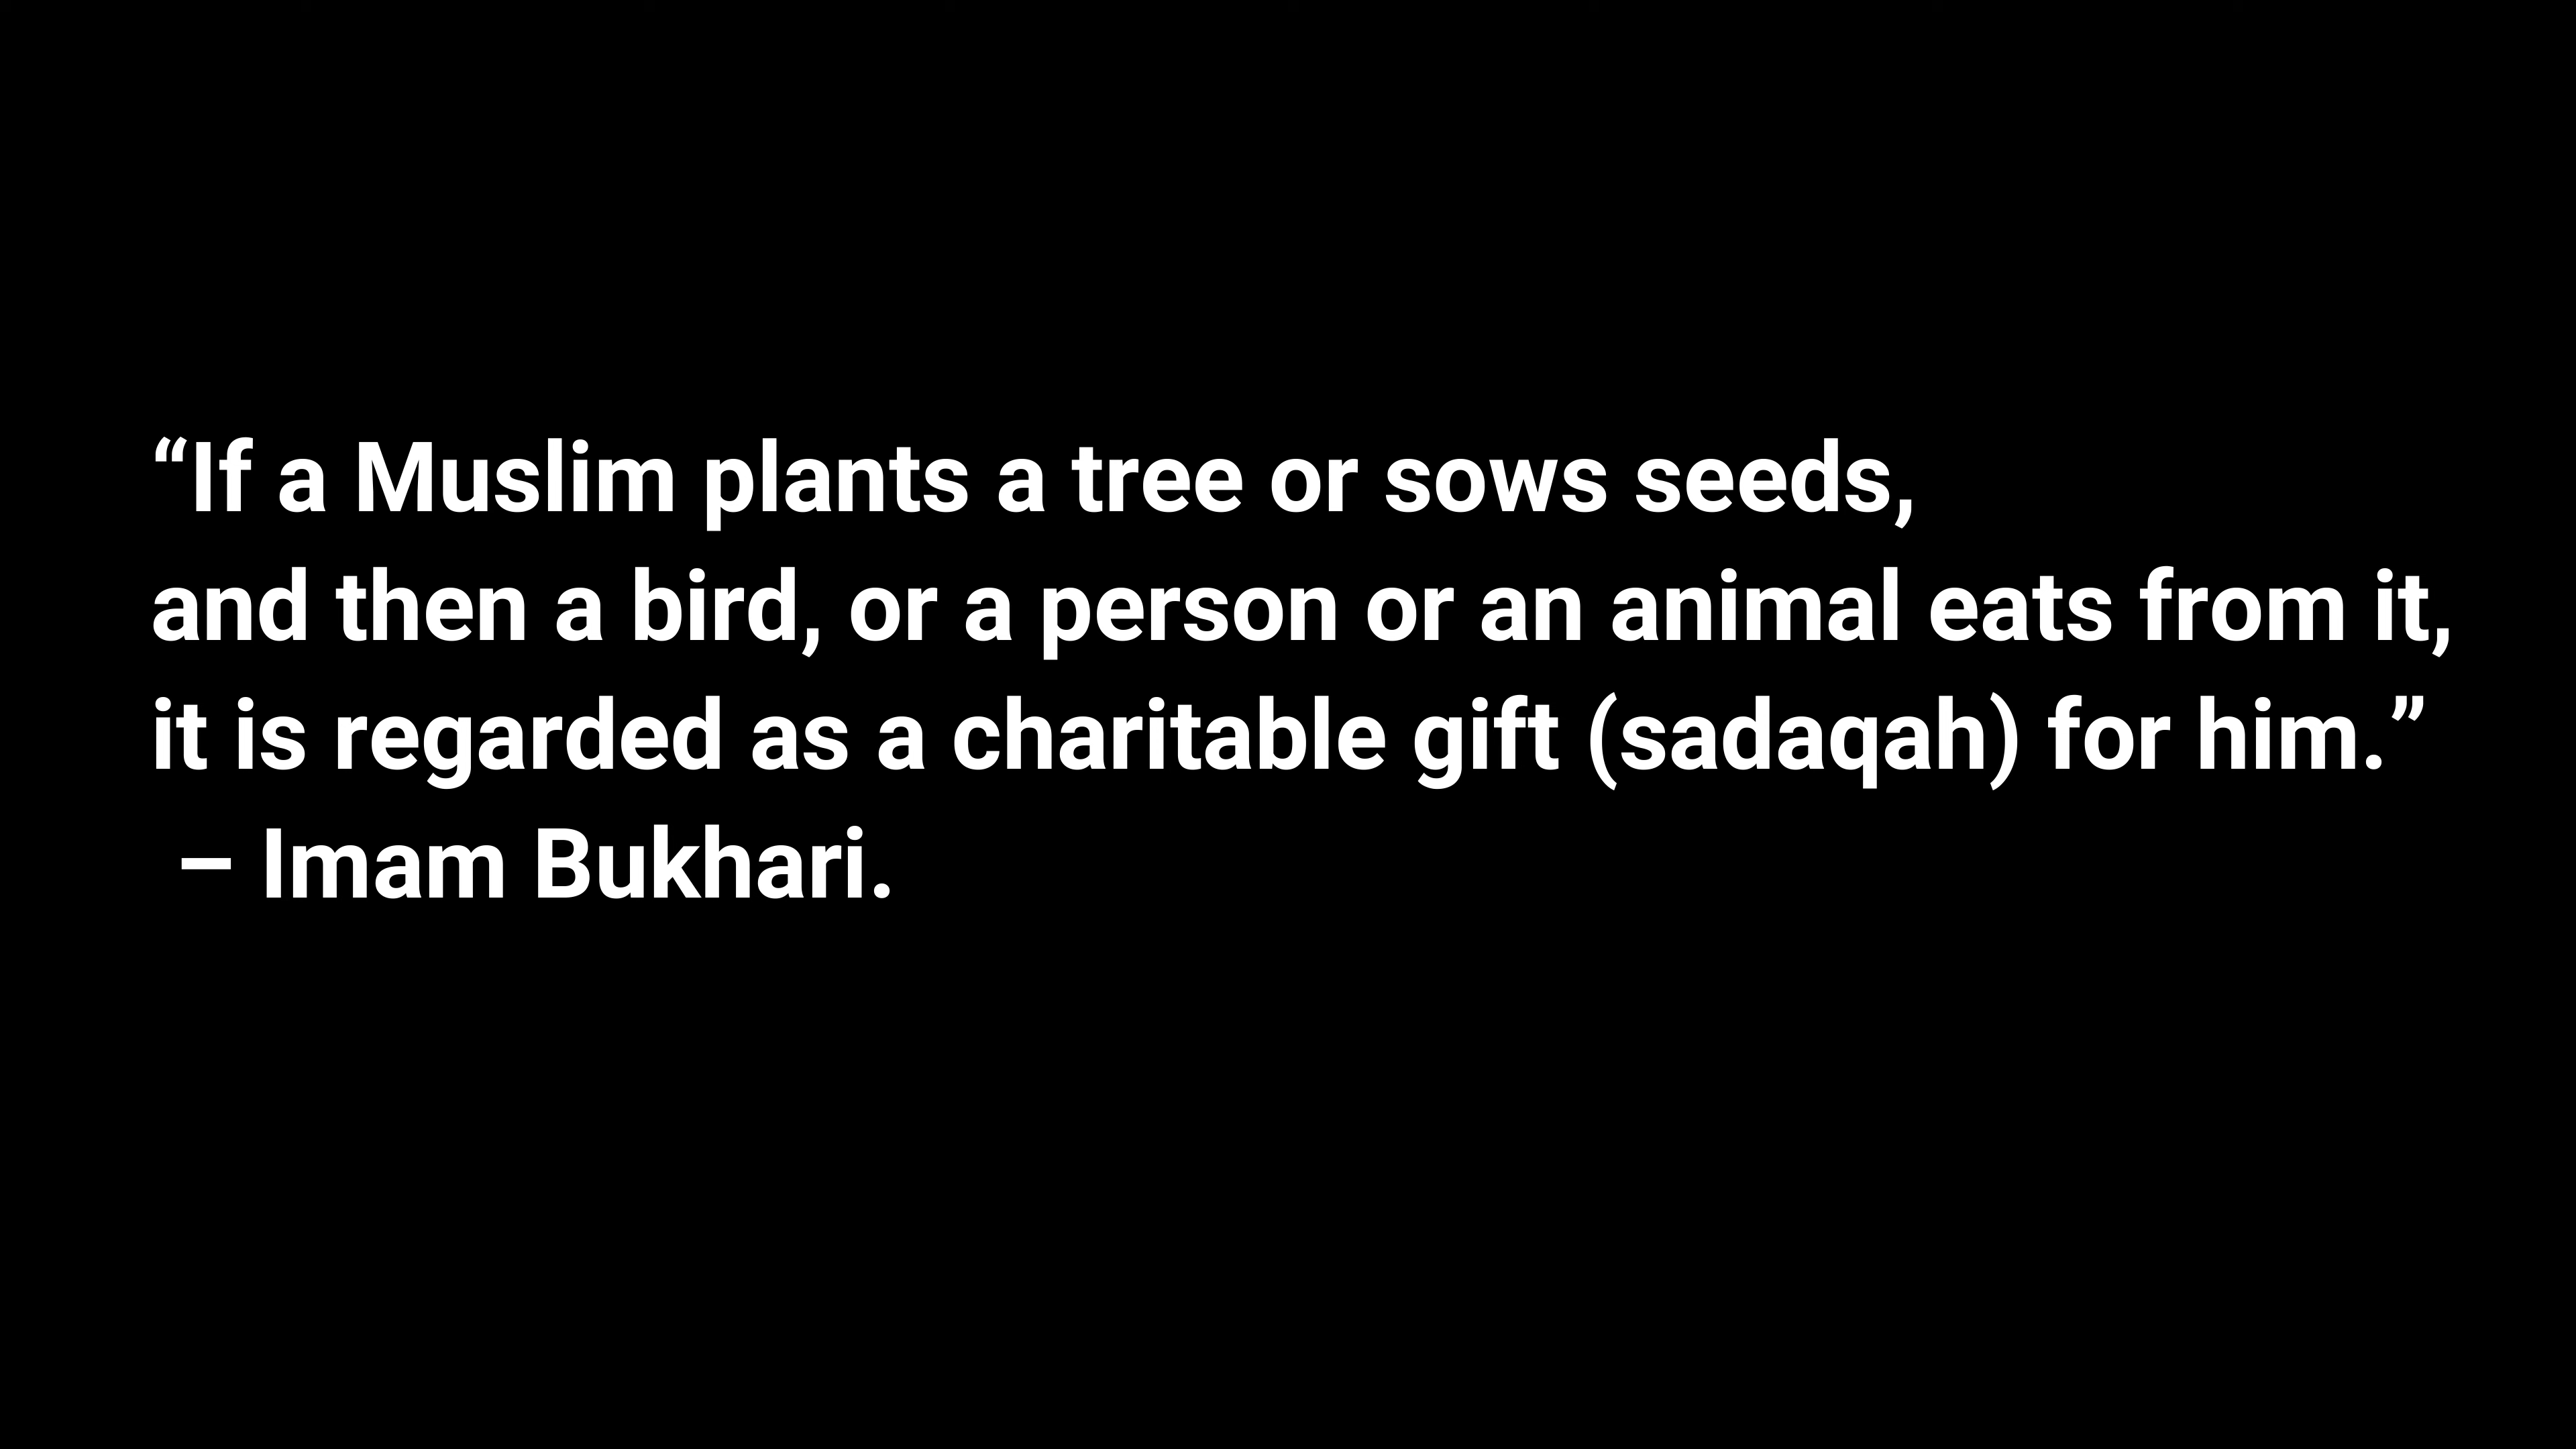 “If a Muslim plants a tree or sows seeds,
and then a bird, or a person or an animal eats from it,
it is regarded as a charitable gift (sadaqah) for him.”
– Imam Bukhari.